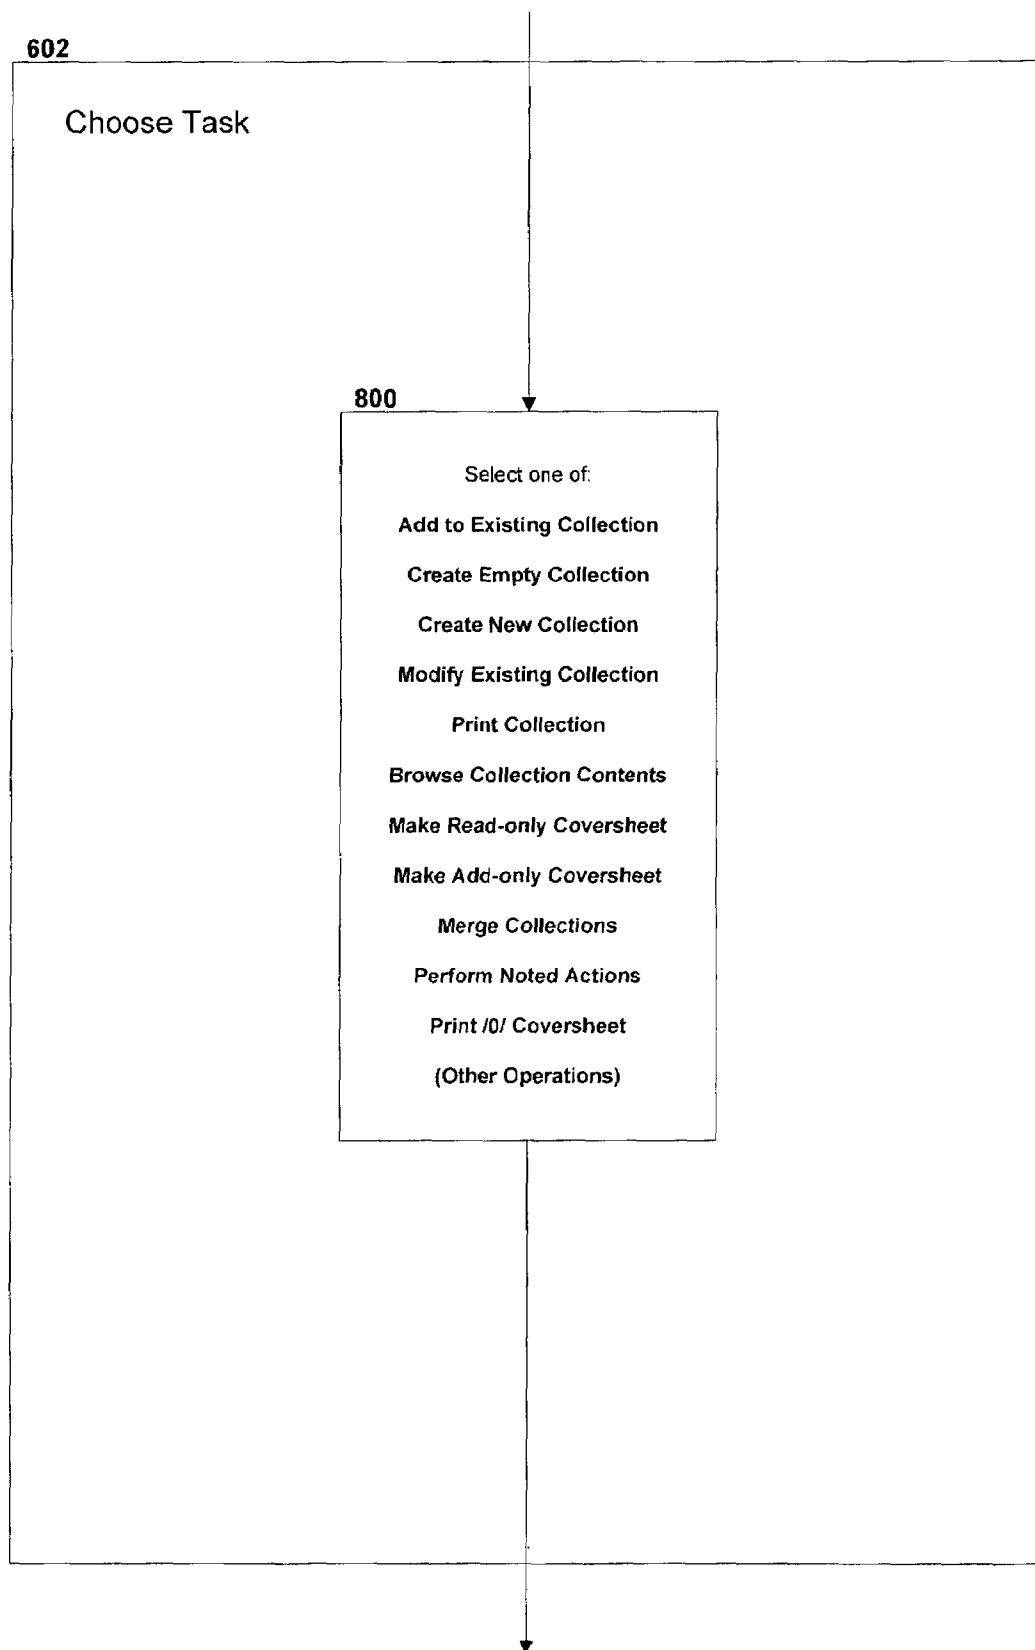 602
Choose Task
800
Select one of:
Add to Existing Collection
Create Empty Collection
Create New Collection
Modify Existing Collection
Print Collection
Browse Collection Contents
Make Read-only Coversheet
Make Add-only Coversheet
Merge Collections
Perform Noted Actions
Print /0/ Coversheet
(Other Operations)